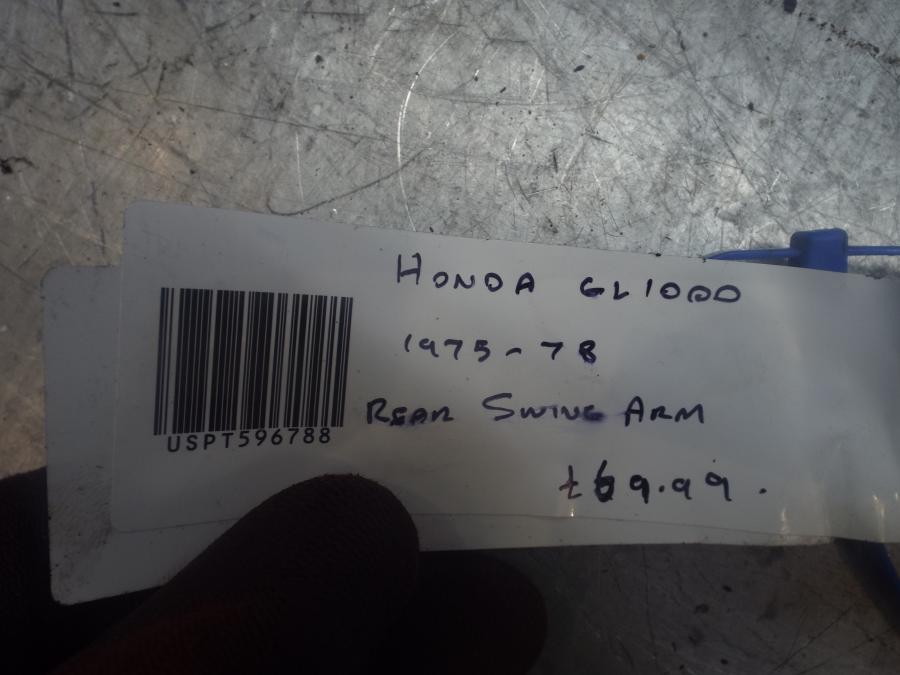 HONDA GL1000
1975-78
REAR SWING ARM
£69.99.
USPT596788